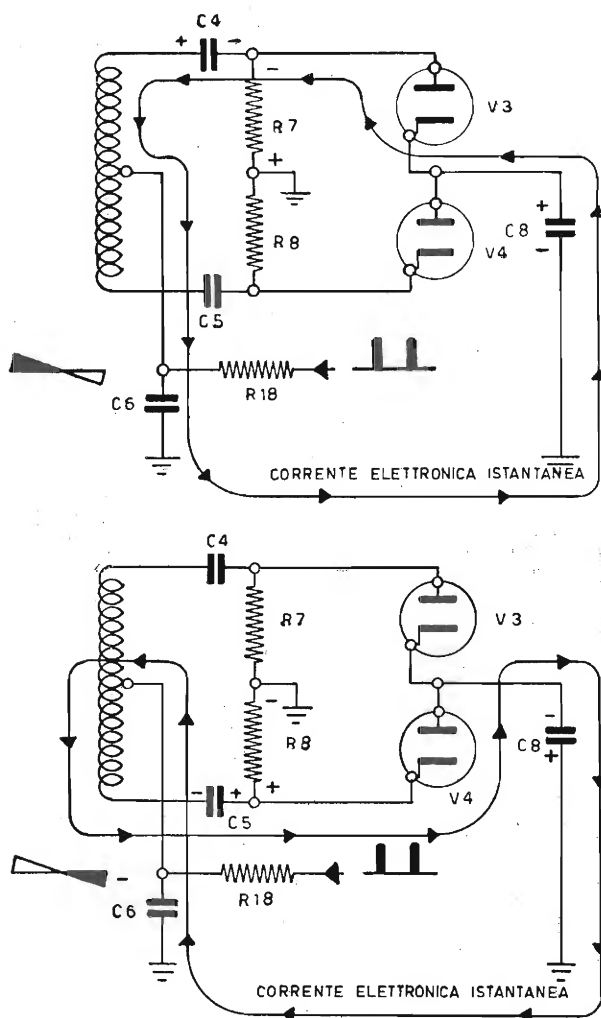 C4
+ -
-
V3
R7
+
+
C8
-
R8
V4
C5
R18
C6
CORRENTE ELETTRONICA ISTANTANEA
C4
R7
V3
-
-
R8
C8
+
V4
- +
+
C5
-
R18
C6
CORRENTE ELETTRONICA ISTANTANEA